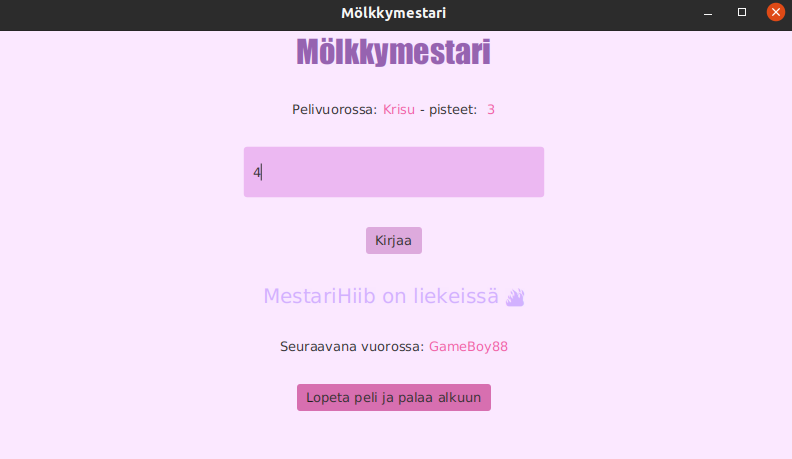 Mölkkymestari
Mölkkymestari
Pelivuorossa: Krisu - pisteet: 3
4
Kirjaa
MestariHiib on liekeissä 🔥
Seuraavana vuorossa: GameBoy88
Lopeta peli ja palaa alkuun